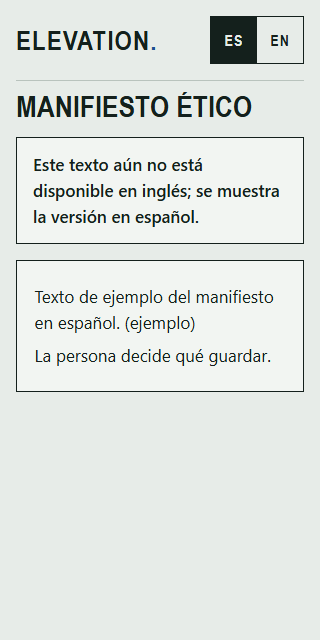 ELEVATION.
ES EN
MANIFIESTO ÉTICO
Este texto aún no está
disponible en inglés; se muestra
la versión en español.
Texto de ejemplo del manifiesto
en español. (ejemplo)
La persona decide qué guardar.